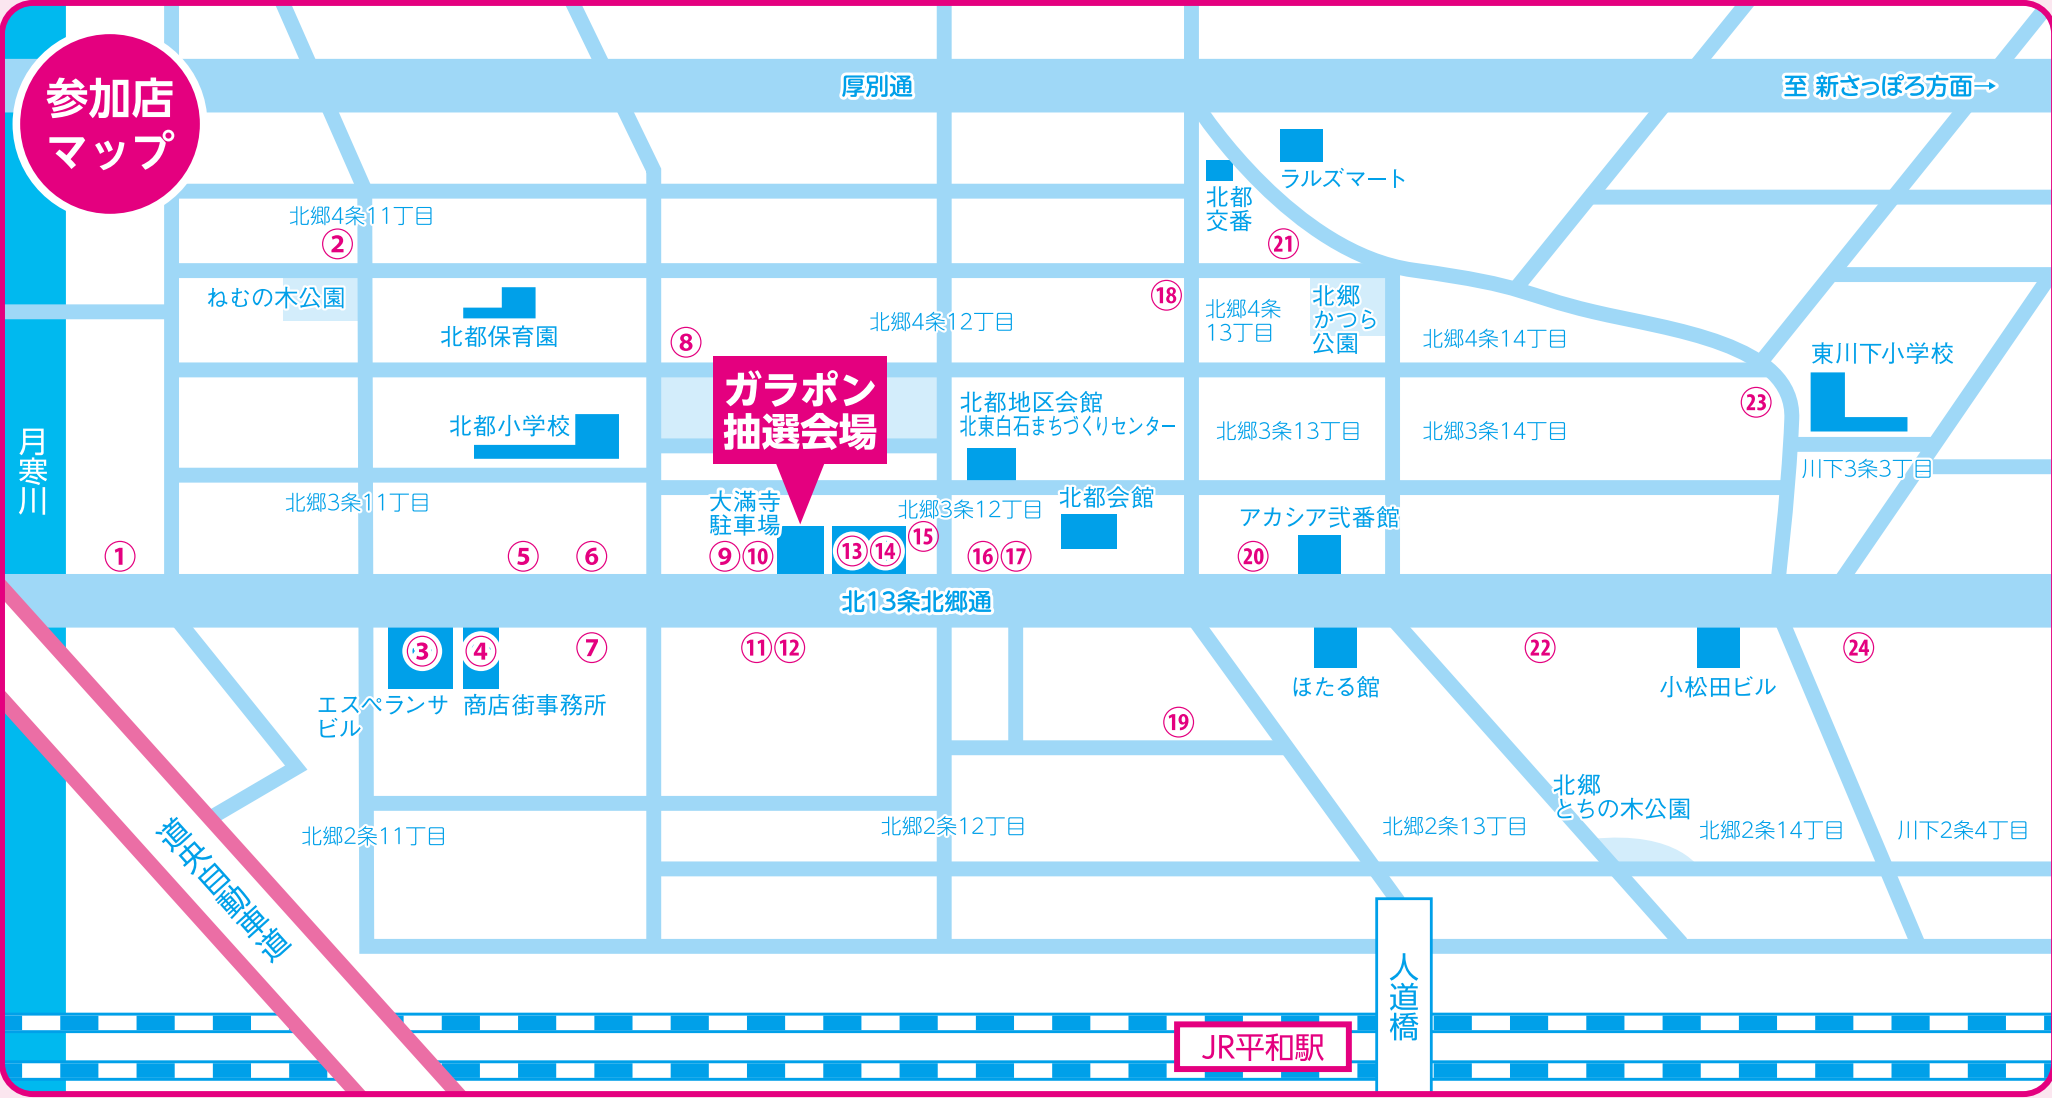 参加店
マップ
厚別通
至 新さっぽろ方面→
ラルズマート
北都
交番
北郷4条11丁目
②
㉑
ねむの木公園
北都保育園
⑱
北郷4条
13丁目
北郷
かつら
公園
北郷4条12丁目
⑧
北郷4条14丁目
東川下小学校
ガラポン
抽選会場
北都地区会館
北東白石まちづくりセンター
㉓
北都小学校
北郷3条13丁目
北郷3条14丁目
月寒川
川下3条3丁目
北郷3条11丁目
大満寺
駐車場
北郷3条12丁目
北都会館
アカシア弐番館
①
⑤
⑥
⑨
⑩
⑬
⑭
⑮
⑯
⑰
⑳
北13条北郷通
③
④
⑦
⑪
⑫
㉒
㉔
エスペランサ
ビル
商店街事務所
ほたる館
小松田ビル
⑲
北郷
とちの木公園
北郷2条11丁目
北郷2条12丁目
北郷2条13丁目
北郷2条14丁目
川下2条4丁目
道央自動車道
人道橋
JR平和駅